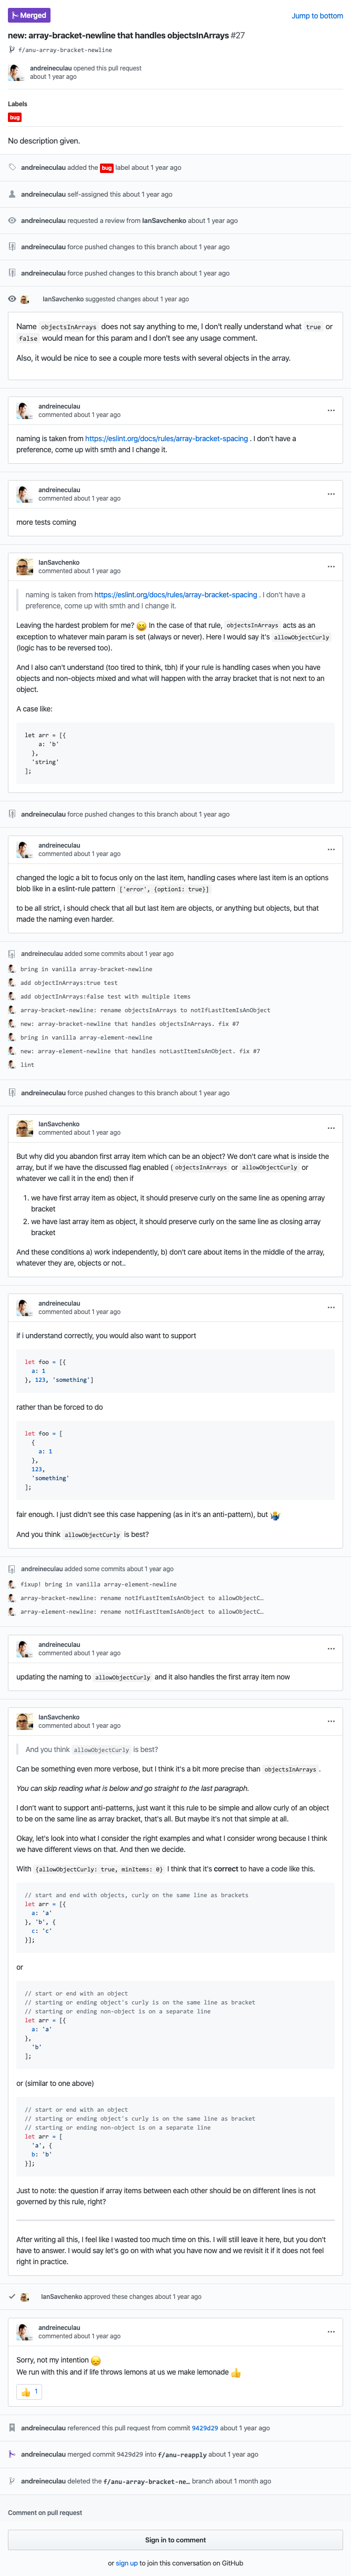 Merged
Jump to bottom
new: array-bracket-newline that handles objectsInArrays #27
f/anu-array-bracket-newline
andreineculau opened this pull request
about 1 year ago
Labels
bug
No description given.
andreineculau added the bug label about 1 year ago
andreineculau self-assigned this about 1 year ago
andreineculau requested a review from IanSavchenko about 1 year ago
andreineculau force pushed changes to this branch about 1 year ago
andreineculau force pushed changes to this branch about 1 year ago
IanSavchenko suggested changes about 1 year ago
Name objectsInArrays does not say anything to me, I don't really understand what true or
false would mean for this param and I don't see any usage comment.
Also, it would be nice to see a couple more tests with several objects in the array.
andreineculau
commented about 1 year ago
naming is taken from https://eslint.org/docs/rules/array-bracket-spacing . I don't have a
preference, come up with smth and I change it.
andreineculau
commented about 1 year ago
more tests coming
IanSavchenko
commented about 1 year ago
naming is taken from https://eslint.org/docs/rules/array-bracket-spacing . I don't have a
preference, come up with smth and I change it.
Leaving the hardest problem for me? 😄 In the case of that rule, objectsInArrays acts as an
exception to whatever main param is set (always or never). Here I would say it's allowObjectCurly
(logic has to be reversed too).
And I also can't understand (too tired to think, tbh) if your rule is handling cases when you have
objects and non-objects mixed and what will happen with the array bracket that is not next to an
object.
A case like:
let arr = [{
a: 'b'
},
'string'
];
andreineculau force pushed changes to this branch about 1 year ago
andreineculau
commented about 1 year ago
changed the logic a bit to focus only on the last item, handling cases where last item is an options
blob like in a eslint-rule pattern ['error', {option1: true}]
to be all strict, i should check that all but last item are objects, or anything but objects, but that
made the naming even harder.
andreineculau added some commits about 1 year ago
bring in vanilla array-bracket-newline
add objectInArrays:true test
add objectInArrays:false test with multiple items
array-bracket-newline: rename objectsInArrays to notIfLastItemIsAnObject
new: array-bracket-newline that handles objectsInArrays. fix #7
bring in vanilla array-element-newline
new: array-element-newline that handles notLastItemIsAnObject. fix #7
lint
andreineculau force pushed changes to this branch about 1 year ago
IanSavchenko
commented about 1 year ago
But why did you abandon first array item which can be an object? We don't care what is inside the
array, but if we have the discussed flag enabled ( objectsInArrays or allowObjectCurly or
whatever we call it in the end) then if
1. we have first array item as object, it should preserve curly on the same line as opening array
bracket
2. we have last array item as object, it should preserve curly on the same line as closing array
bracket
And these conditions a) work independently, b) don't care about items in the middle of the array,
whatever they are, objects or not..
andreineculau
commented about 1 year ago
if i understand correctly, you would also want to support
let foo = [{
a: 1
}, 123, 'something']
rather than be forced to do
let foo = [
{
a: 1
},
123,
'something'
];
fair enough. I just didn't see this case happening (as in it's an anti-pattern), but 🤷‍♂️
And you think allowObjectCurly is best?
andreineculau added some commits about 1 year ago
fixup! bring in vanilla array-element-newline
array-bracket-newline: rename notIfLastItemIsAnObject to allowObjectC…
array-element-newline: rename notIfLastItemIsAnObject to allowObjectC…
andreineculau
commented about 1 year ago
updating the naming to allowObjectCurly and it also handles the first array item now
IanSavchenko
commented about 1 year ago
And you think allowObjectCurly is best?
Can be something even more verbose, but I think it's a bit more precise than objectsInArrays .
You can skip reading what is below and go straight to the last paragraph.
I don't want to support anti-patterns, just want it this rule to be simple and allow curly of an object
to be on the same line as array bracket, that's all. But maybe it's not that simple at all.
Okay, let's look into what I consider the right examples and what I consider wrong because I think
we have different views on that. And then we decide.
With {allowObjectCurly: true, minItems: 0} I think that it's correct to have a code like this.
// start and end with objects, curly on the same line as brackets
let arr = [{
a: 'a'
}, 'b', {
c: 'c'
}];
or
// start or end with an object
// starting or ending object's curly is on the same line as bracket
// starting or ending non-object is on a separate line
let arr = [{
a: 'a'
},
'b'
];
or (similar to one above)
// start or end with an object
// starting or ending object's curly is on the same line as bracket
// starting or ending non-object is on a separate line
let arr = [
'a', {
b: 'b'
}];
Just to note: the question if array items between each other should be on different lines is not
governed by this rule, right?
After writing all this, I feel like I wasted too much time on this. I will still leave it here, but you don't
have to answer. I would say let's go on with what you have now and we revisit it if it does not feel
right in practice.
IanSavchenko approved these changes about 1 year ago
andreineculau
commented about 1 year ago
Sorry, not my intention 😞
We run with this and if life throws lemons at us we make lemonade 👍
👍 1
andreineculau referenced this pull request from commit 9429d29 about 1 year ago
andreineculau merged commit 9429d29 into f/anu-reapply about 1 year ago
andreineculau deleted the f/anu-array-bracket-ne… branch about 1 month ago
Comment on pull request
Sign in to comment
or sign up to join this conversation on GitHub